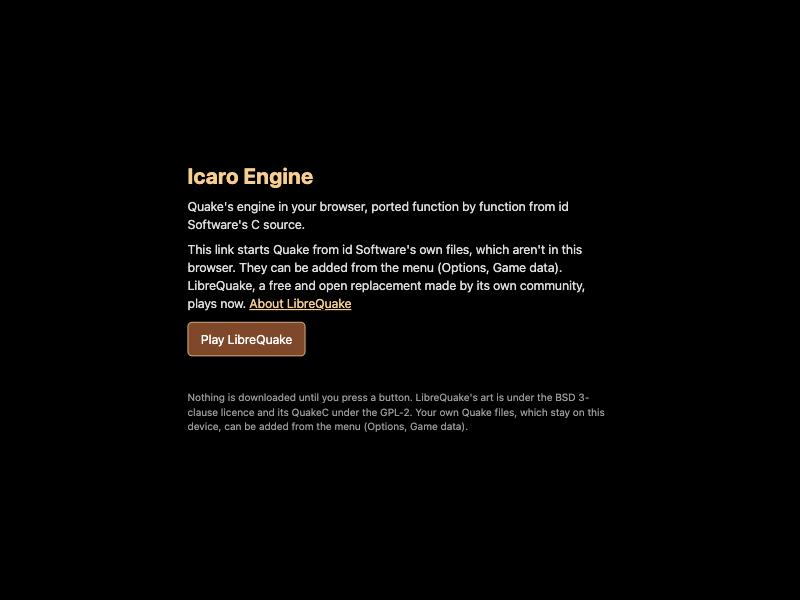 Icaro Engine
Quake's engine in your browser, ported function by function from id
Software's C source.
This link starts Quake from id Software's own files, which aren't in this
browser. They can be added from the menu (Options, Game data).
LibreQuake, a free and open replacement made by its own community,
plays now. About LibreQuake
Play LibreQuake
Nothing is downloaded until you press a button. LibreQuake's art is under the BSD 3-
clause licence and its QuakeC under the GPL-2. Your own Quake files, which stay on this
device, can be added from the menu (Options, Game data).